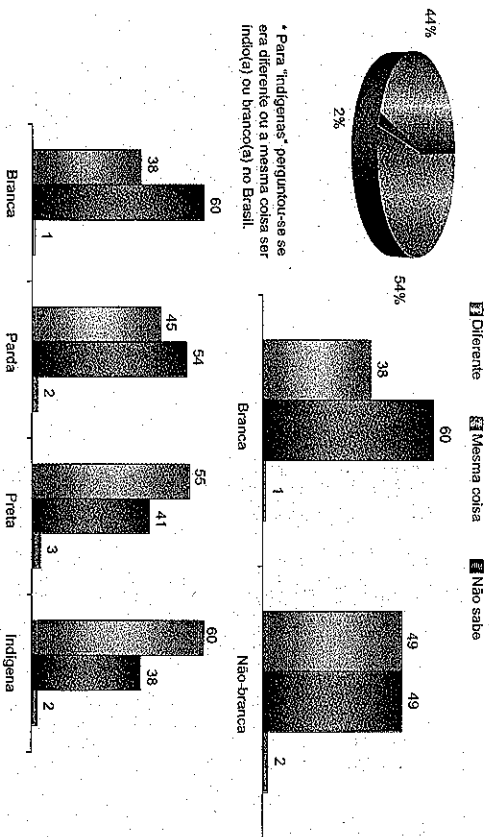 Diferente
Mesma coisa
Não sabe
44%
2%
54%
38
60
1
Branca
49
49
2
Não-branca
* Para "Indígenas" perguntou-se se
era diferente ou a mesma coisa ser
índio(a) ou branco(a) no Brasil.
38
60
1
Branca
45
54
2
Parda
55
41
3
Preta
60
38
2
Indígena